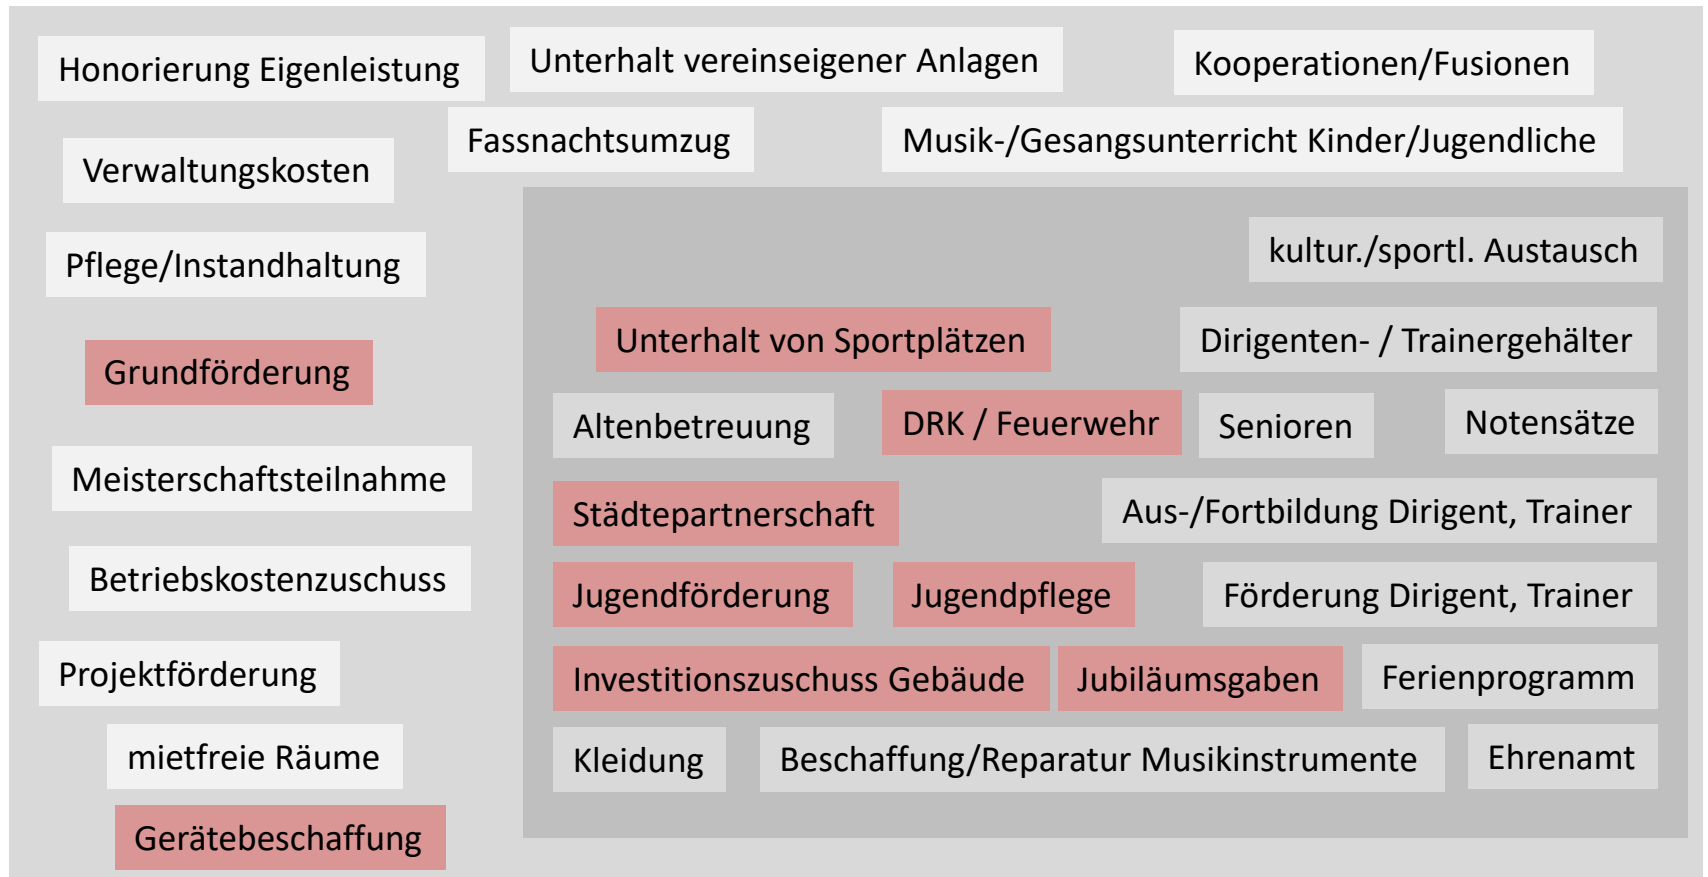 Honorierung Eigenleistung
Unterhalt vereinseigener Anlagen
Kooperationen/Fusionen
Fassnachtsumzug
Musik-/Gesangsunterricht Kinder/Jugendliche
Verwaltungskosten
Pflege/Instandhaltung
Grundförderung
Meisterschaftsteilnahme
Betriebskostenzuschuss
Projektförderung
mietfreie Räume
Gerätebeschaffung
kultur./sportl. Austausch
Unterhalt von Sportplätzen
Dirigenten- / Trainergehälter
Altenbetreuung
DRK / Feuerwehr
Senioren
Notensätze
Städtepartnerschaft
Aus-/Fortbildung Dirigent, Trainer
Jugendförderung
Jugendpflege
Förderung Dirigent, Trainer
Investitionszuschuss Gebäude
Jubiläumsgaben
Ferienprogramm
Kleidung
Beschaffung/Reparatur Musikinstrumente
Ehrenamt